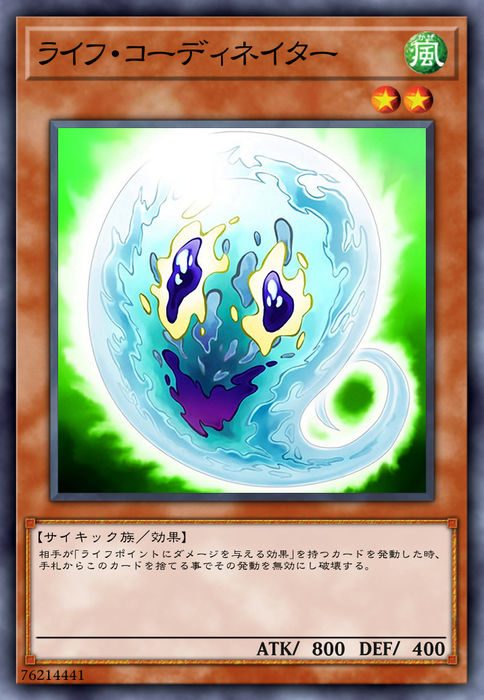 ライフ・コーディネイター
かぜ
風
【サイキック族／効果】
相手が「ライフポイントにダメージを与える効果」を持つカードを発動した時、
手札からこのカードを捨てる事でその発動を無効にし破壊する。
ATK/ 800 DEF/ 400
76214441